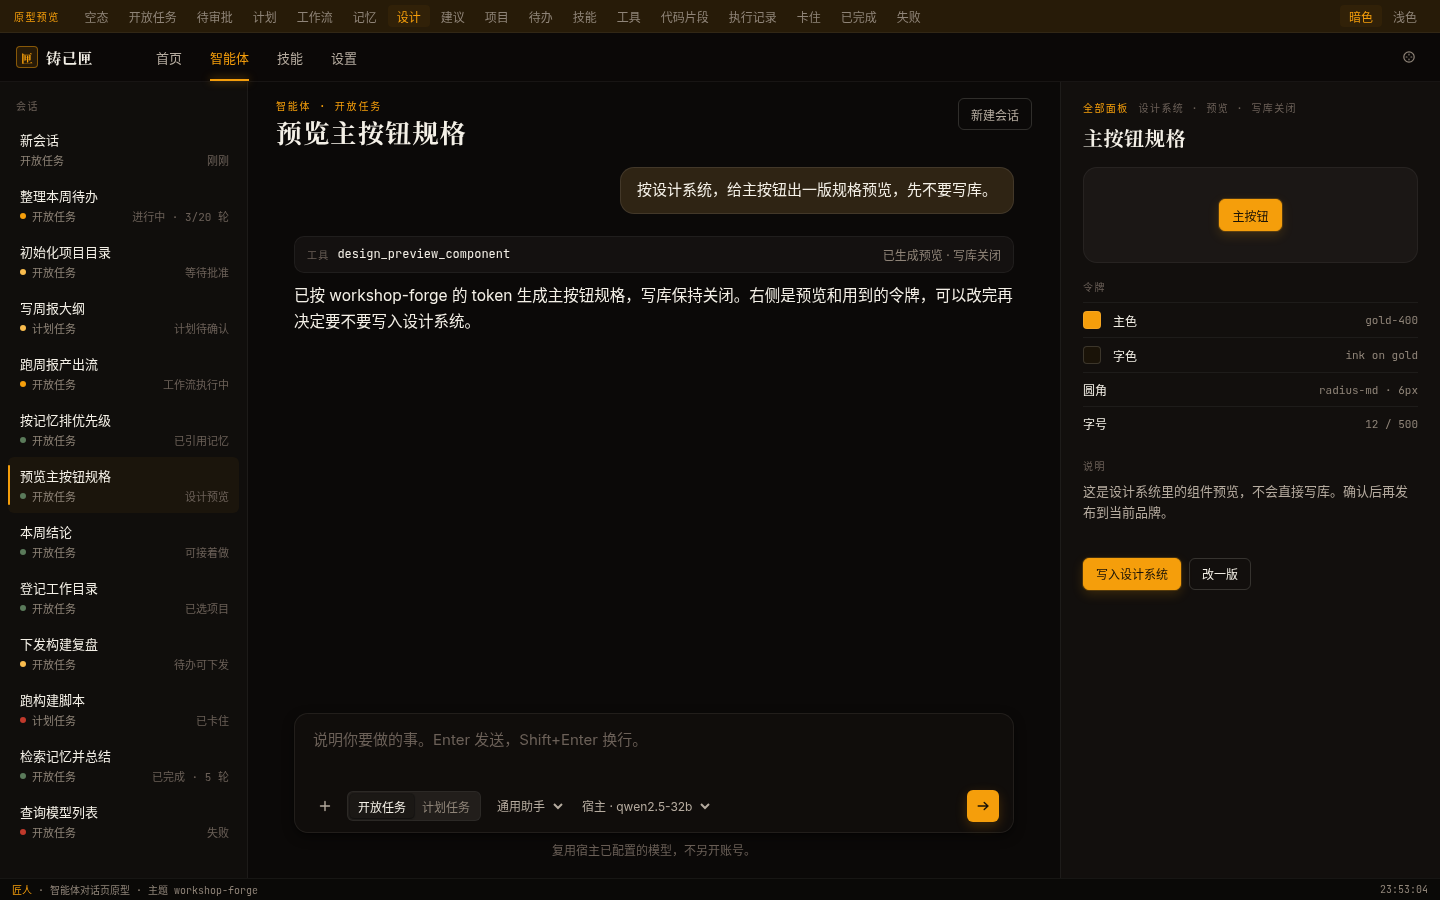 原型预览 空态 开放任务 待审批 计划 工作流 记忆 设计 建议 项目 待办 技能 工具 代码片段 执行记录 卡住 已完成 失败 暗色 浅色
匠 铸己匣 首页 智能体 技能 设置
会话
新会话
开放任务 刚刚
整理本周待办
开放任务 进行中 · 3/20 轮
初始化项目目录
开放任务 等待批准
写周报大纲
计划任务 计划待确认
跑周报产出流
开放任务 工作流执行中
按记忆排优先级
开放任务 已引用记忆
预览主按钮规格
开放任务 设计预览
本周结论
开放任务 可接着做
登记工作目录
开放任务 已选项目
下发构建复盘
开放任务 待办可下发
跑构建脚本
计划任务 已卡住
检索记忆并总结
开放任务 已完成 · 5 轮
查询模型列表
开放任务 失败
智能体 · 开放任务
预览主按钮规格
新建会话
按设计系统，给主按钮出一版规格预览，先不要写库。
工具 design_preview_component 已生成预览 · 写库关闭
已按 workshop-forge 的 token 生成主按钮规格，写库保持关闭。右侧是预览和用到的令牌，可以改完再
决定要不要写入设计系统。
说明你要做的事。Enter 发送，Shift+Enter 换行。
+ 开放任务 计划任务 通用助手 宿主 · qwen2.5-32b →
复用宿主已配置的模型，不另开账号。
全部面板 设计系统 · 预览 · 写库关闭
主按钮规格
主按钮
令牌
主色 gold-400
字色 ink on gold
圆角 radius-md · 6px
字号 12 / 500
说明
这是设计系统里的组件预览，不会直接写库。确认后再发
布到当前品牌。
写入设计系统 改一版
匠人 · 智能体对话页原型 · 主题 workshop-forge 23:53:04